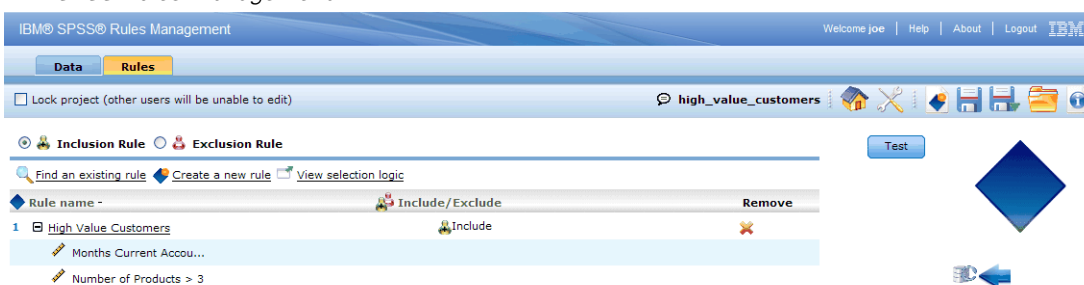 IBM® SPSS® Rules Management
Welcome joe | Help | About | Logout IBM
Data Rules
Lock project (other users will be unable to edit)
high_value_customers
Inclusion Rule Exclusion Rule
Test
Find an existing rule Create a new rule View selection logic
Rule name - Include/Exclude Remove
1 High Value Customers Include
Months Current Accou...
Number of Products > 3